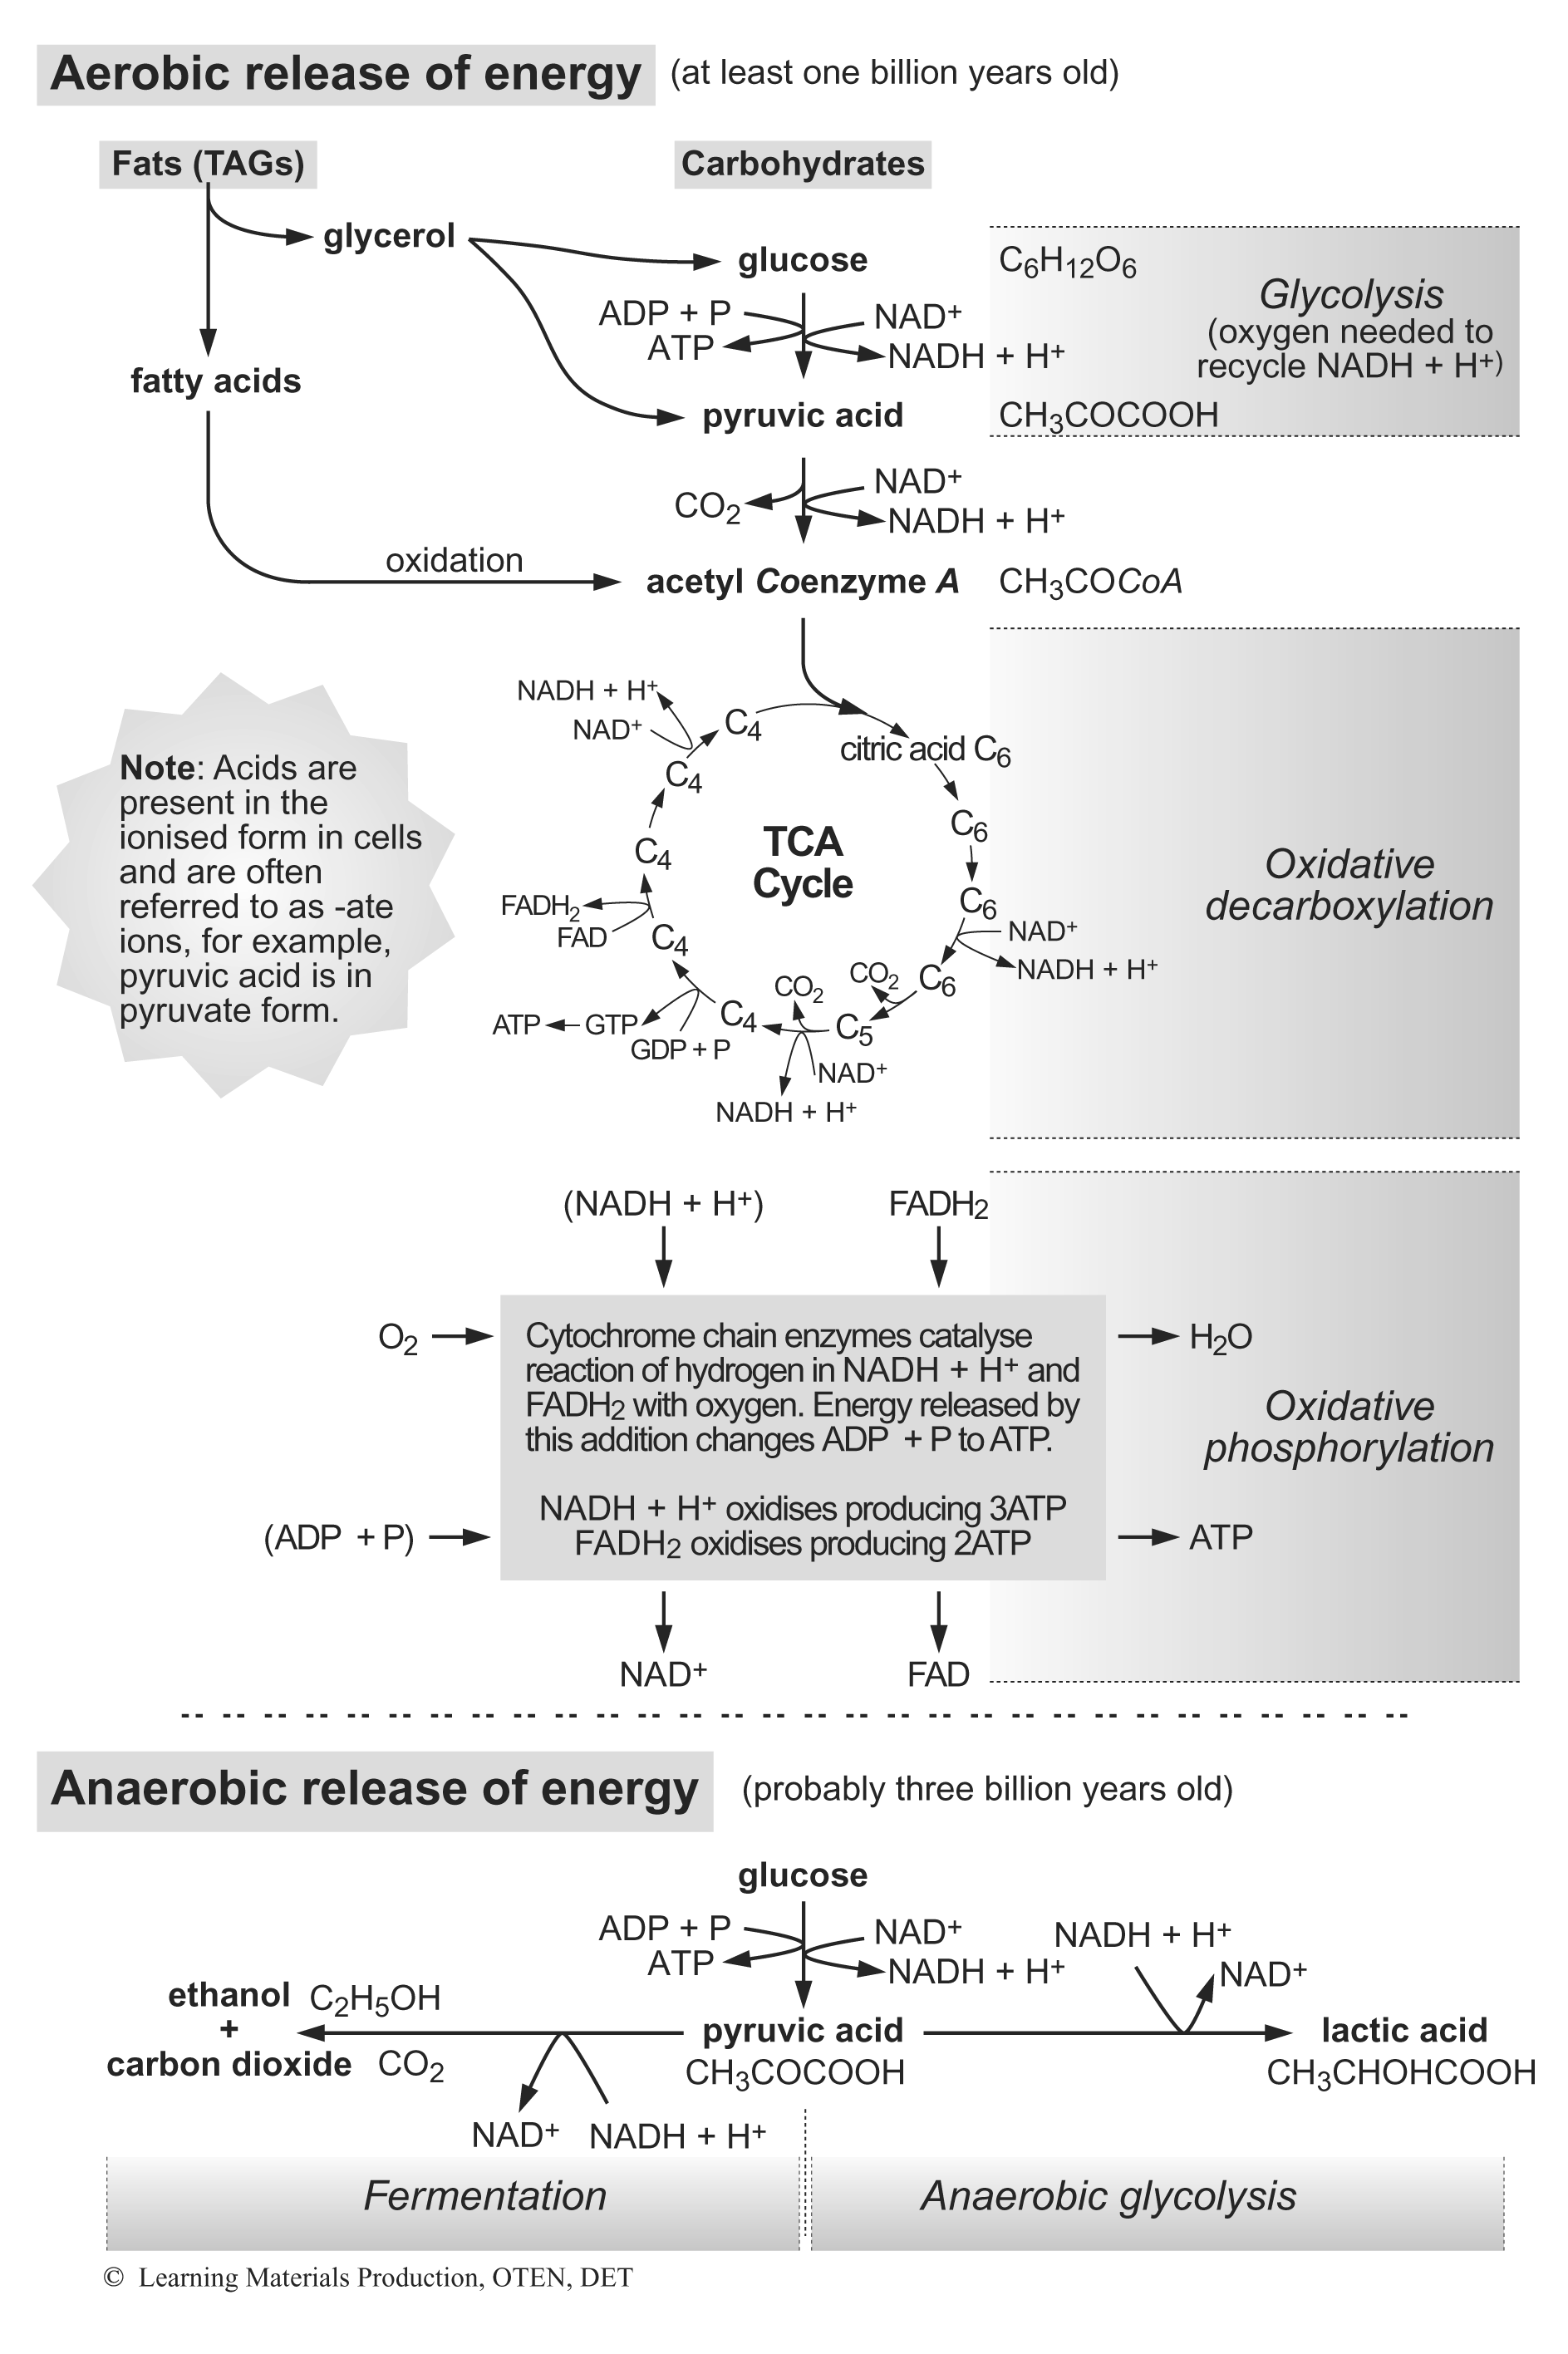 Aerobic release of energy (at least one billion years old)
Fats (TAGs)
Carbohydrates
glycerol
glucose
C6H12O6
Glycolysis
(oxygen needed to
recycle NADH + H+)
ADP + P
ATP
NAD+
NADH + H+
fatty acids
pyruvic acid
CH3COCOOH
CO2
NAD+
NADH + H+
oxidation
acetyl Coenzyme A
CH3COCoA
Note: Acids are
present in the
ionised form in cells
and are often
referred to as -ate
ions, for example,
pyruvic acid is in
pyruvate form.
TCA
Cycle
NADH + H+
NAD+
C4
citric acid C6
C6
C6
NAD+
NADH + H+
C6
CO2
C5
CO2
NAD+
NADH + H+
C4
GDP + P
GTP
ATP
C4
FAD
FADH2
C4
C4
Oxidative
decarboxylation
(NADH + H+)
FADH2
O2
Cytochrome chain enzymes catalyse
reaction of hydrogen in NADH + H+ and
FADH2 with oxygen. Energy released by
this addition changes ADP + P to ATP.
NADH + H+ oxidises producing 3ATP
FADH2 oxidises producing 2ATP
H2O
(ADP + P)
ATP
Oxidative
phosphorylation
NAD+
FAD
Anaerobic release of energy (probably three billion years old)
glucose
ADP + P
ATP
NAD+
NADH + H+
NADH + H+
NAD+
ethanol C2H5OH
+
carbon dioxide CO2
pyruvic acid
CH3COCOOH
lactic acid
CH3CHOHCOOH
NAD+
NADH + H+
Fermentation
Anaerobic glycolysis
© Learning Materials Production, OTEN, DET